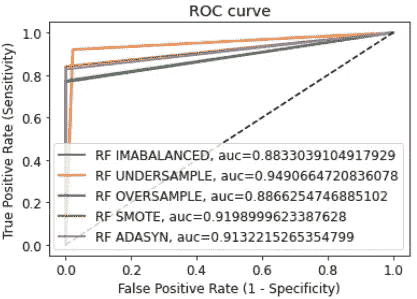 ROC curve
True Positive Rate (Sensitivity)
1.0
0.8
0.6
0.4
0.2
0.0
RF IMABALANCED, auc=0.8833039104917929
RF UNDERSAMPLE, auc=0.9490664720836078
RF OVERSAMPLE, auc=0.8866254746885102
RF SMOTE, auc=0.9198999623387628
RF ADASYN, auc=0.9132215265354799
0.0 0.2 0.4 0.6 0.8 1.0
False Positive Rate (1 - Specificity)